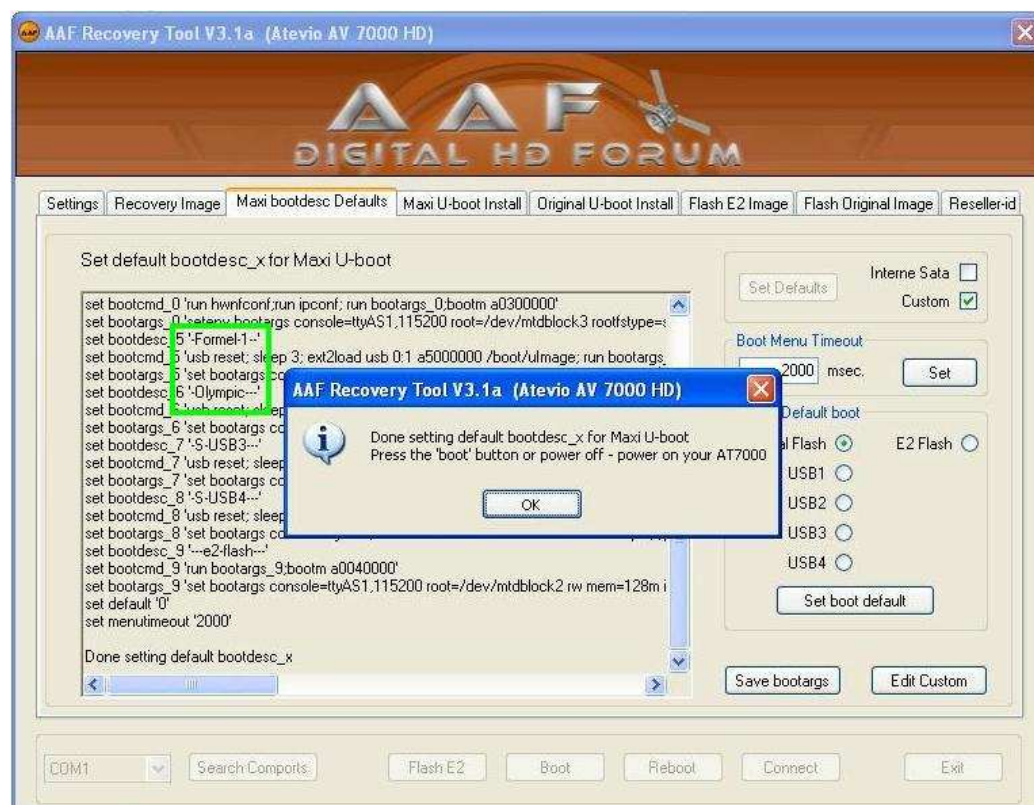 AAF Recovery Tool V3.1a (Atevio AV 7000 HD)
AAF
DIGITAL HD FORUM
Settings
Recovery Image
Maxi bootdesc Defaults
Maxi U-boot Install
Original U-boot Install
Flash E2 Image
Flash Original Image
Reseller-id
Set default bootdesc_x for Maxi U-boot
set bootcmd_0 'run hwnfconf;run ipconf; run bootargs_0;bootm a0300000'
set bootargs_0 'setenv bootargs console=ttyAS1,115200 root=/dev/mtdblock3 rootfstype=s
set bootdesc_5 '-Formel-1--'
set bootcmd_5 'usb reset; sleep 3; ext2load usb 0:1 a5000000 /boot/uImage; run bootargs_
set bootargs_5 'set bootargs co
set bootdesc_6 '-Olympic---'
set bootcmd_6 'usb reset; sleep
set bootargs_6 'set bootargs co
set bootdesc_7 '-S-USB3---'
set bootcmd_7 'usb reset; sleep
set bootargs_7 'set bootargs co
set bootdesc_8 '-S-USB4---'
set bootcmd_8 'usb reset; sleep
set bootargs_8 'set bootargs
set bootdesc_9 '---e2-flash---'
set bootcmd_9 'run bootargs_9;bootm a0040000'
set bootargs_9 'set bootargs console=ttyAS1,115200 root=/dev/mtdblock2 rw mem=128m i
set default '0'
set menutimeout '2000'
Done setting default bootdesc_x
AAF Recovery Tool V3.1a (Atevio AV 7000 HD)
Done setting default bootdesc_x for Maxi U-boot
Press the 'boot' button or power off - power on your AT7000
OK
Set Defaults
Interne Sata
Custom
Boot Menu Timeout
2000 msec.
Set
Default boot
Flash
E2 Flash
USB1
USB2
USB3
USB4
Set boot default
Save bootargs
Edit Custom
COM1
Search Comports
Flash E2
Boot
Reboot
Connect
Exit